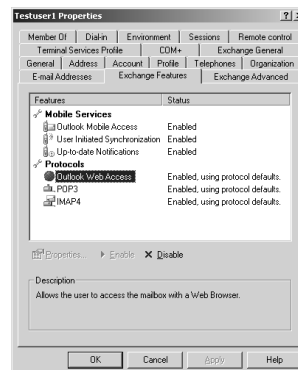 Testuser1 Properties
Member Of Dial-in Environment Sessions Remote control
Terminal Services Profile COM+ Exchange General
General Address Account Profile Telephones Organization
E-mail Addresses Exchange Features Exchange Advanced
Features Status
Mobile Services
Outlook Mobile Access Enabled
User Initiated Synchronization Enabled
Up-to-date Notifications Enabled
Protocols
Outlook Web Access Enabled, using protocol defaults.
POP3 Enabled, using protocol defaults.
IMAP4 Enabled, using protocol defaults.
Properties... Enable Disable
Description
Allows the user to access the mailbox with a Web Browser.
OK Cancel Apply Help